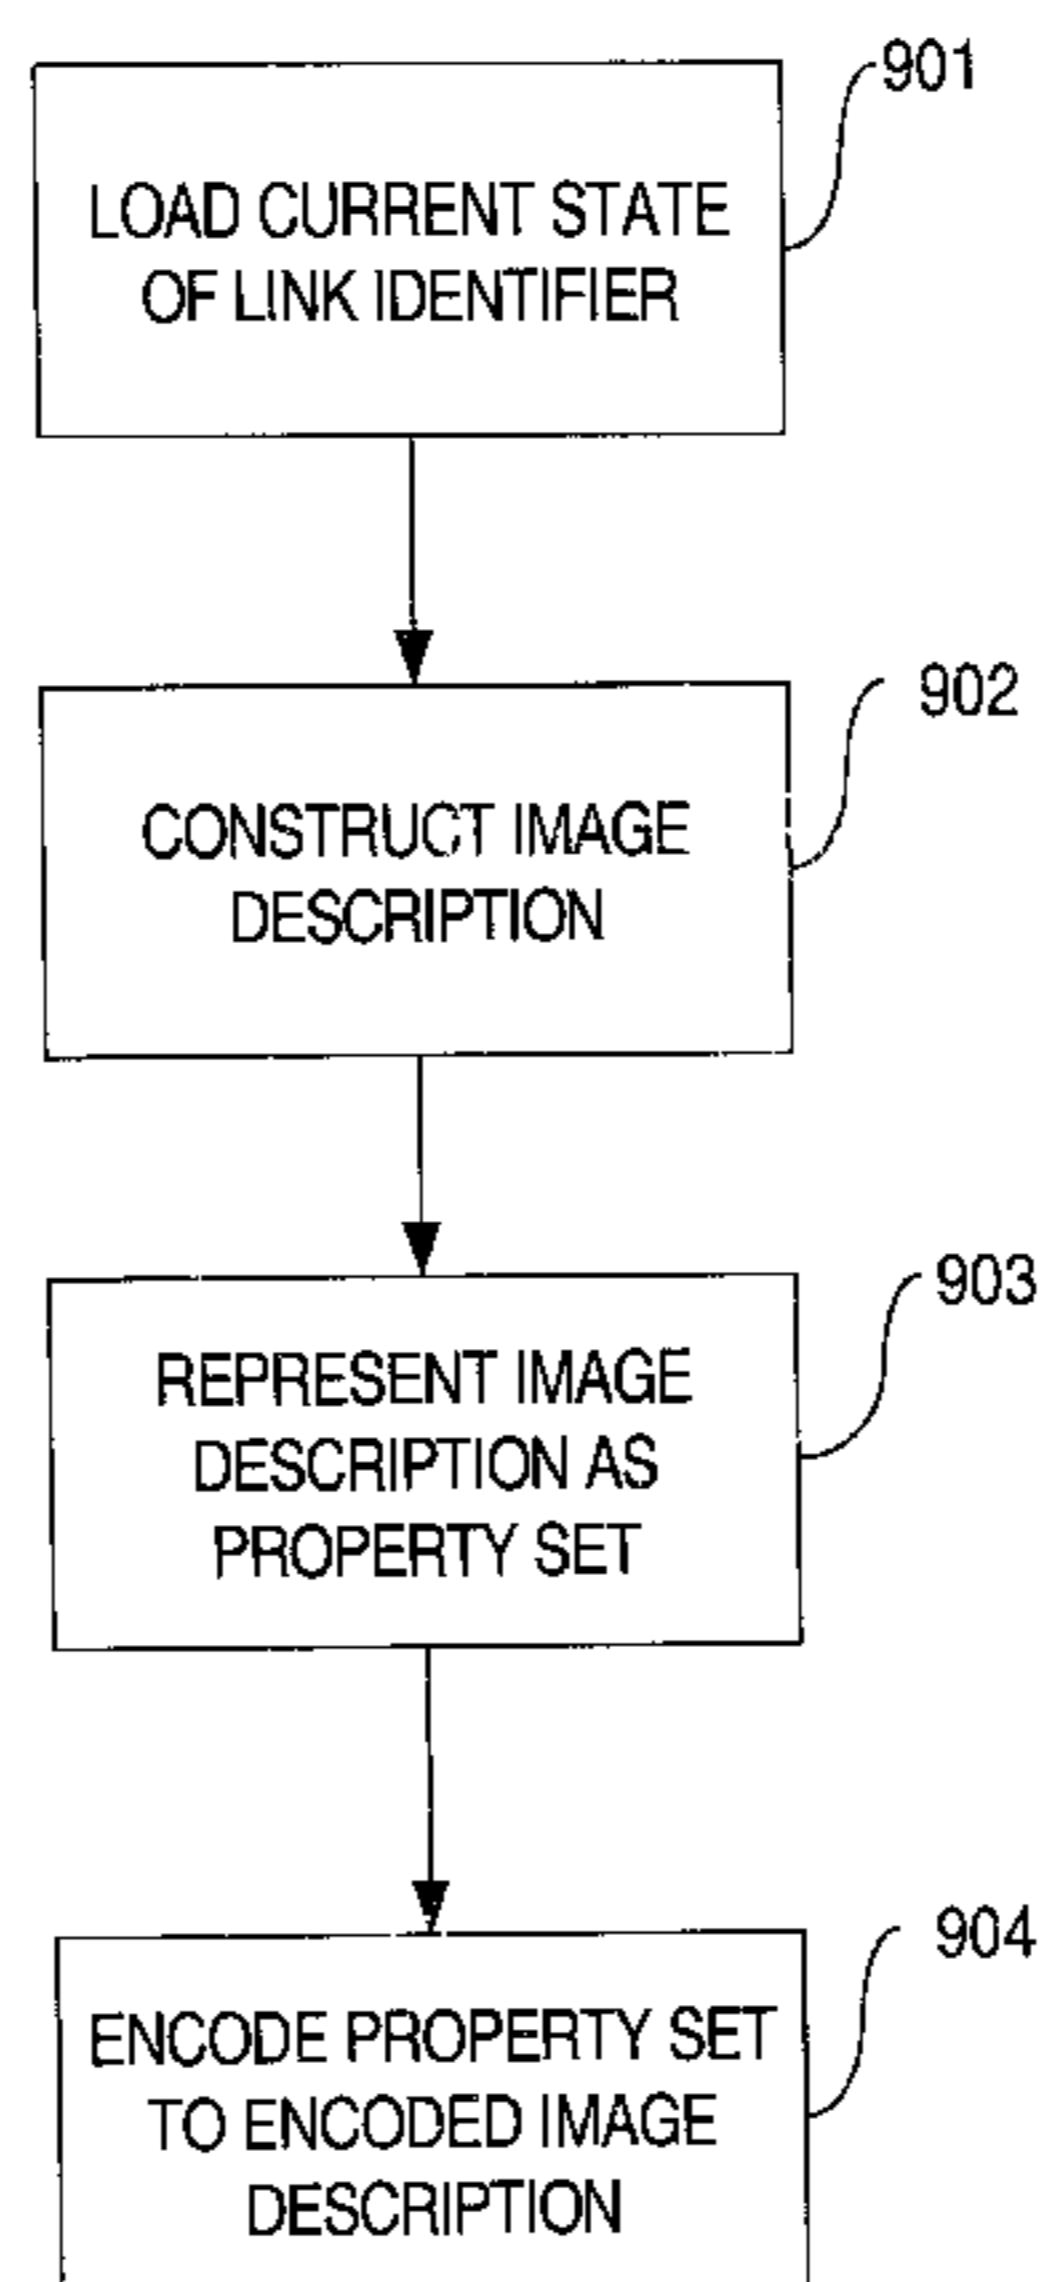 901
LOAD CURRENT STATE
OF LINK IDENTIFIER
902
CONSTRUCT IMAGE
DESCRIPTION
903
REPRESENT IMAGE
DESCRIPTION AS
PROPERTY SET
904
ENCODE PROPERTY SET
TO ENCODED IMAGE
DESCRIPTION